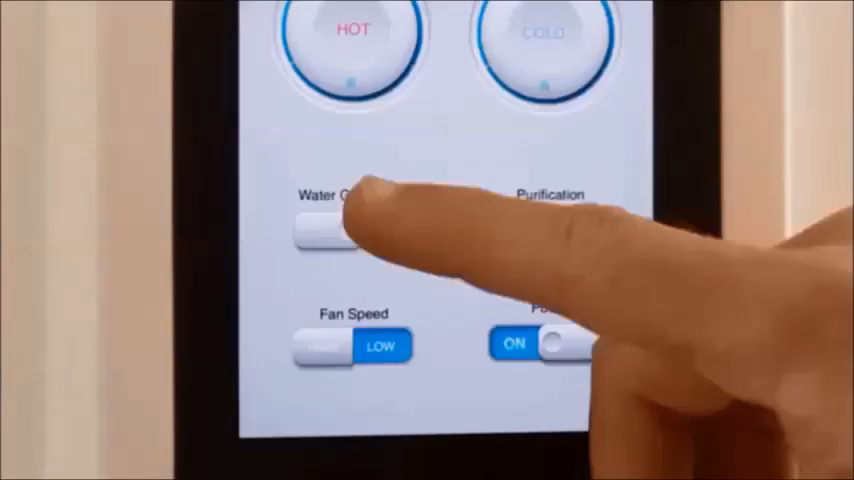 HOT
COLD
Water
Purification
Fan Speed
LOW
ON